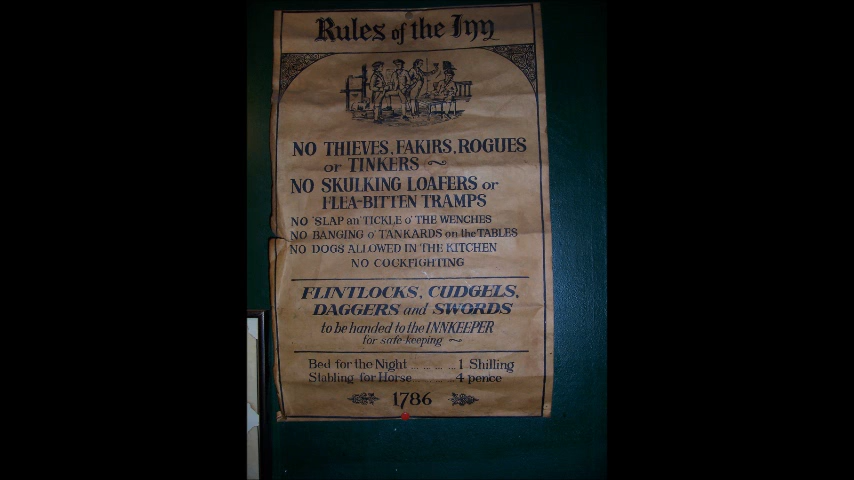 Rules of the Inn
NO THIEVES, FAKIRS, ROGUES
or TINKERS ~
NO SKULKING LOAFERS or
FLEA-BITTEN TRAMPS
NO 'SLAP an' TICKLE o' THE WENCHES
NO BANGING o' TANKARDS on the TABLES
NO DOGS ALLOWED IN THE KITCHEN
NO COCKFIGHTING
FLINTLOCKS, CUDGELS,
DAGGERS and SWORDS
to be handed to the INNKEEPER
for safe keeping ~
Bed for the Night ... ... ... ... 1 Shilling
Stabling for Horse ............ 4 pence
1786